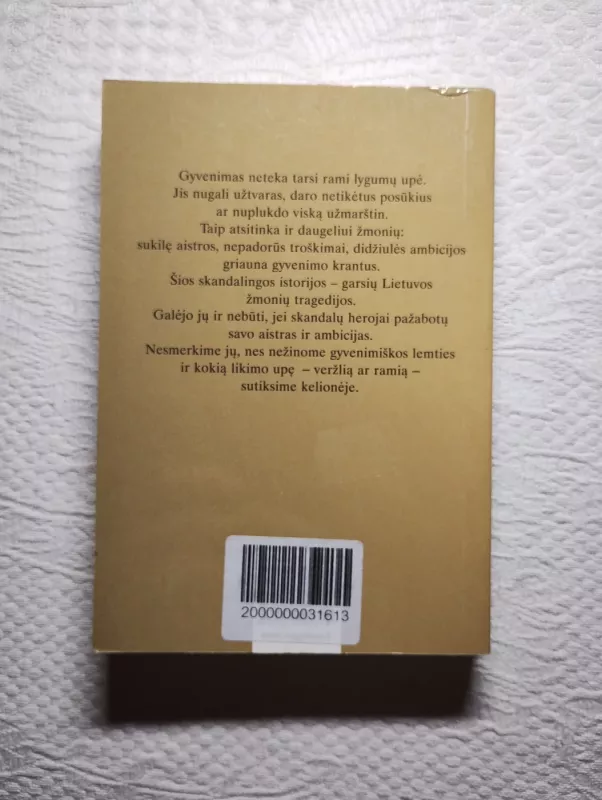 Gyvenimas neteka tarsi rami lygumų upė.
Jis nugali užtvaras, daro netikėtus posūkius
ar nuplukdo viską užmarštin.
Taip atsitinka ir daugeliui žmonių:
sukilę aistros, nepadorūs troškimai, didžiulės ambicijos
griauna gyvenimo krantus.
Šios skandalingos istorijos – garsių Lietuvos
žmonių tragedijos.
Galėjo jų ir nebūti, jei skandalų herojai pažabotų
savo aistras ir ambicijas.
Nesmerkime jų, nes nežinome gyvenimiškos lemties
ir kokią likimo upę – veržlią ar ramią –
sutiksime kelionėje.
2000000031613